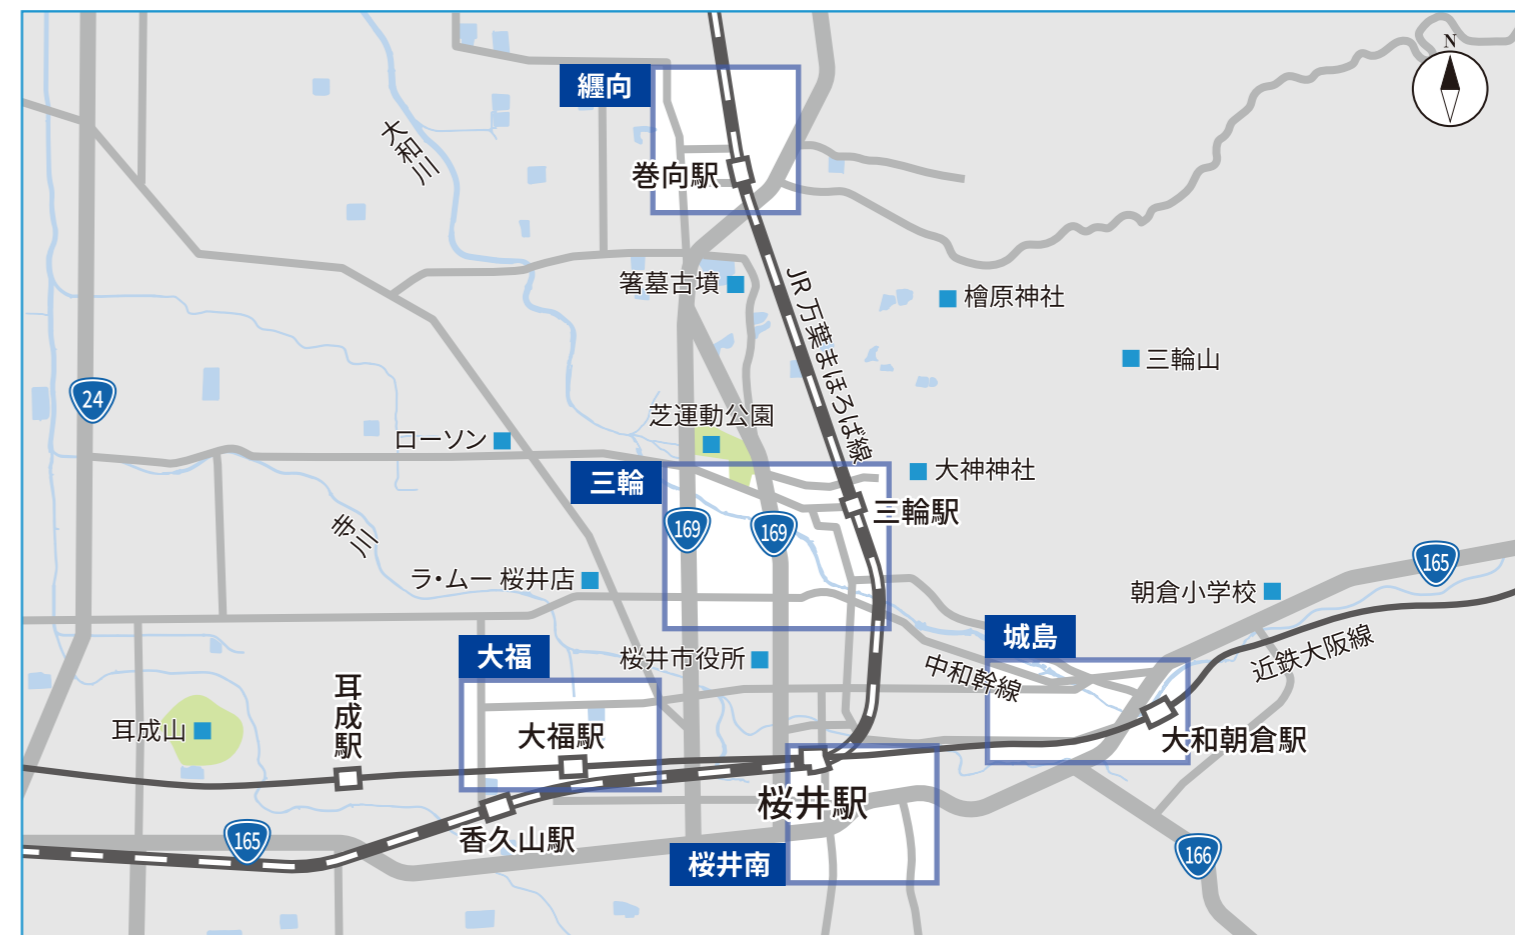 N
纒向
大和川
巻向駅
箸墓古墳
JR 万葉まほろば線
檜原神社
三輪山
24
芝運動公園
ローソン
三輪
大神神社
三輪駅
169
169
寺川
ラ・ムー 桜井店
165
朝倉小学校
城島
大福
桜井市役所
中和幹線
近鉄大阪線
耳成駅
耳成山
大福駅
大和朝倉駅
桜井駅
香久山駅
165
桜井南
166